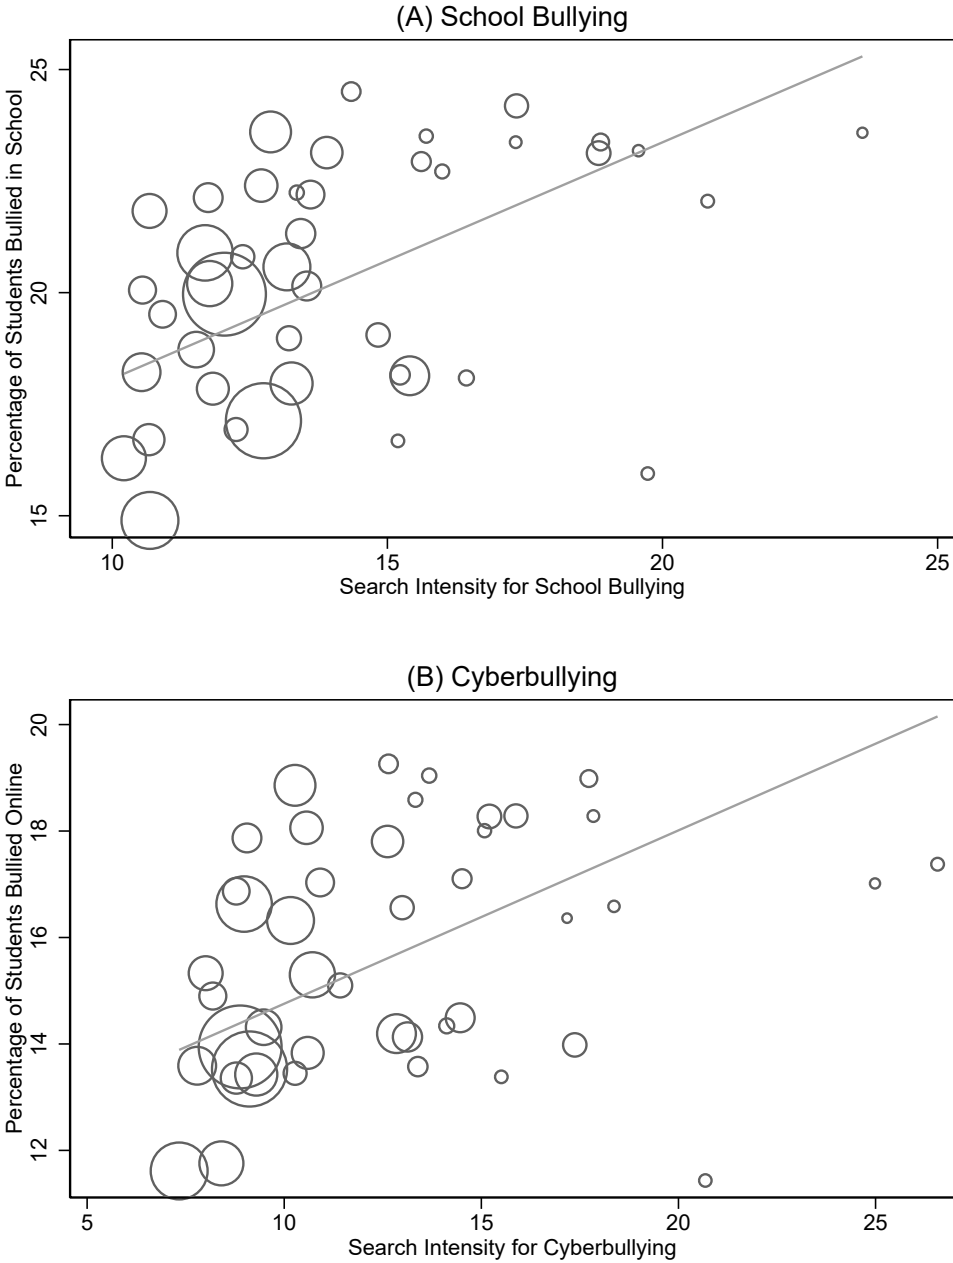 (A) School Bullying
Percentage of Students Bullied in School
25
20
15
10 15 20 25
Search Intensity for School Bullying
(B) Cyberbullying
Percentage of Students Bullied Online
20
18
16
14
12
5 10 15 20 25
Search Intensity for Cyberbullying